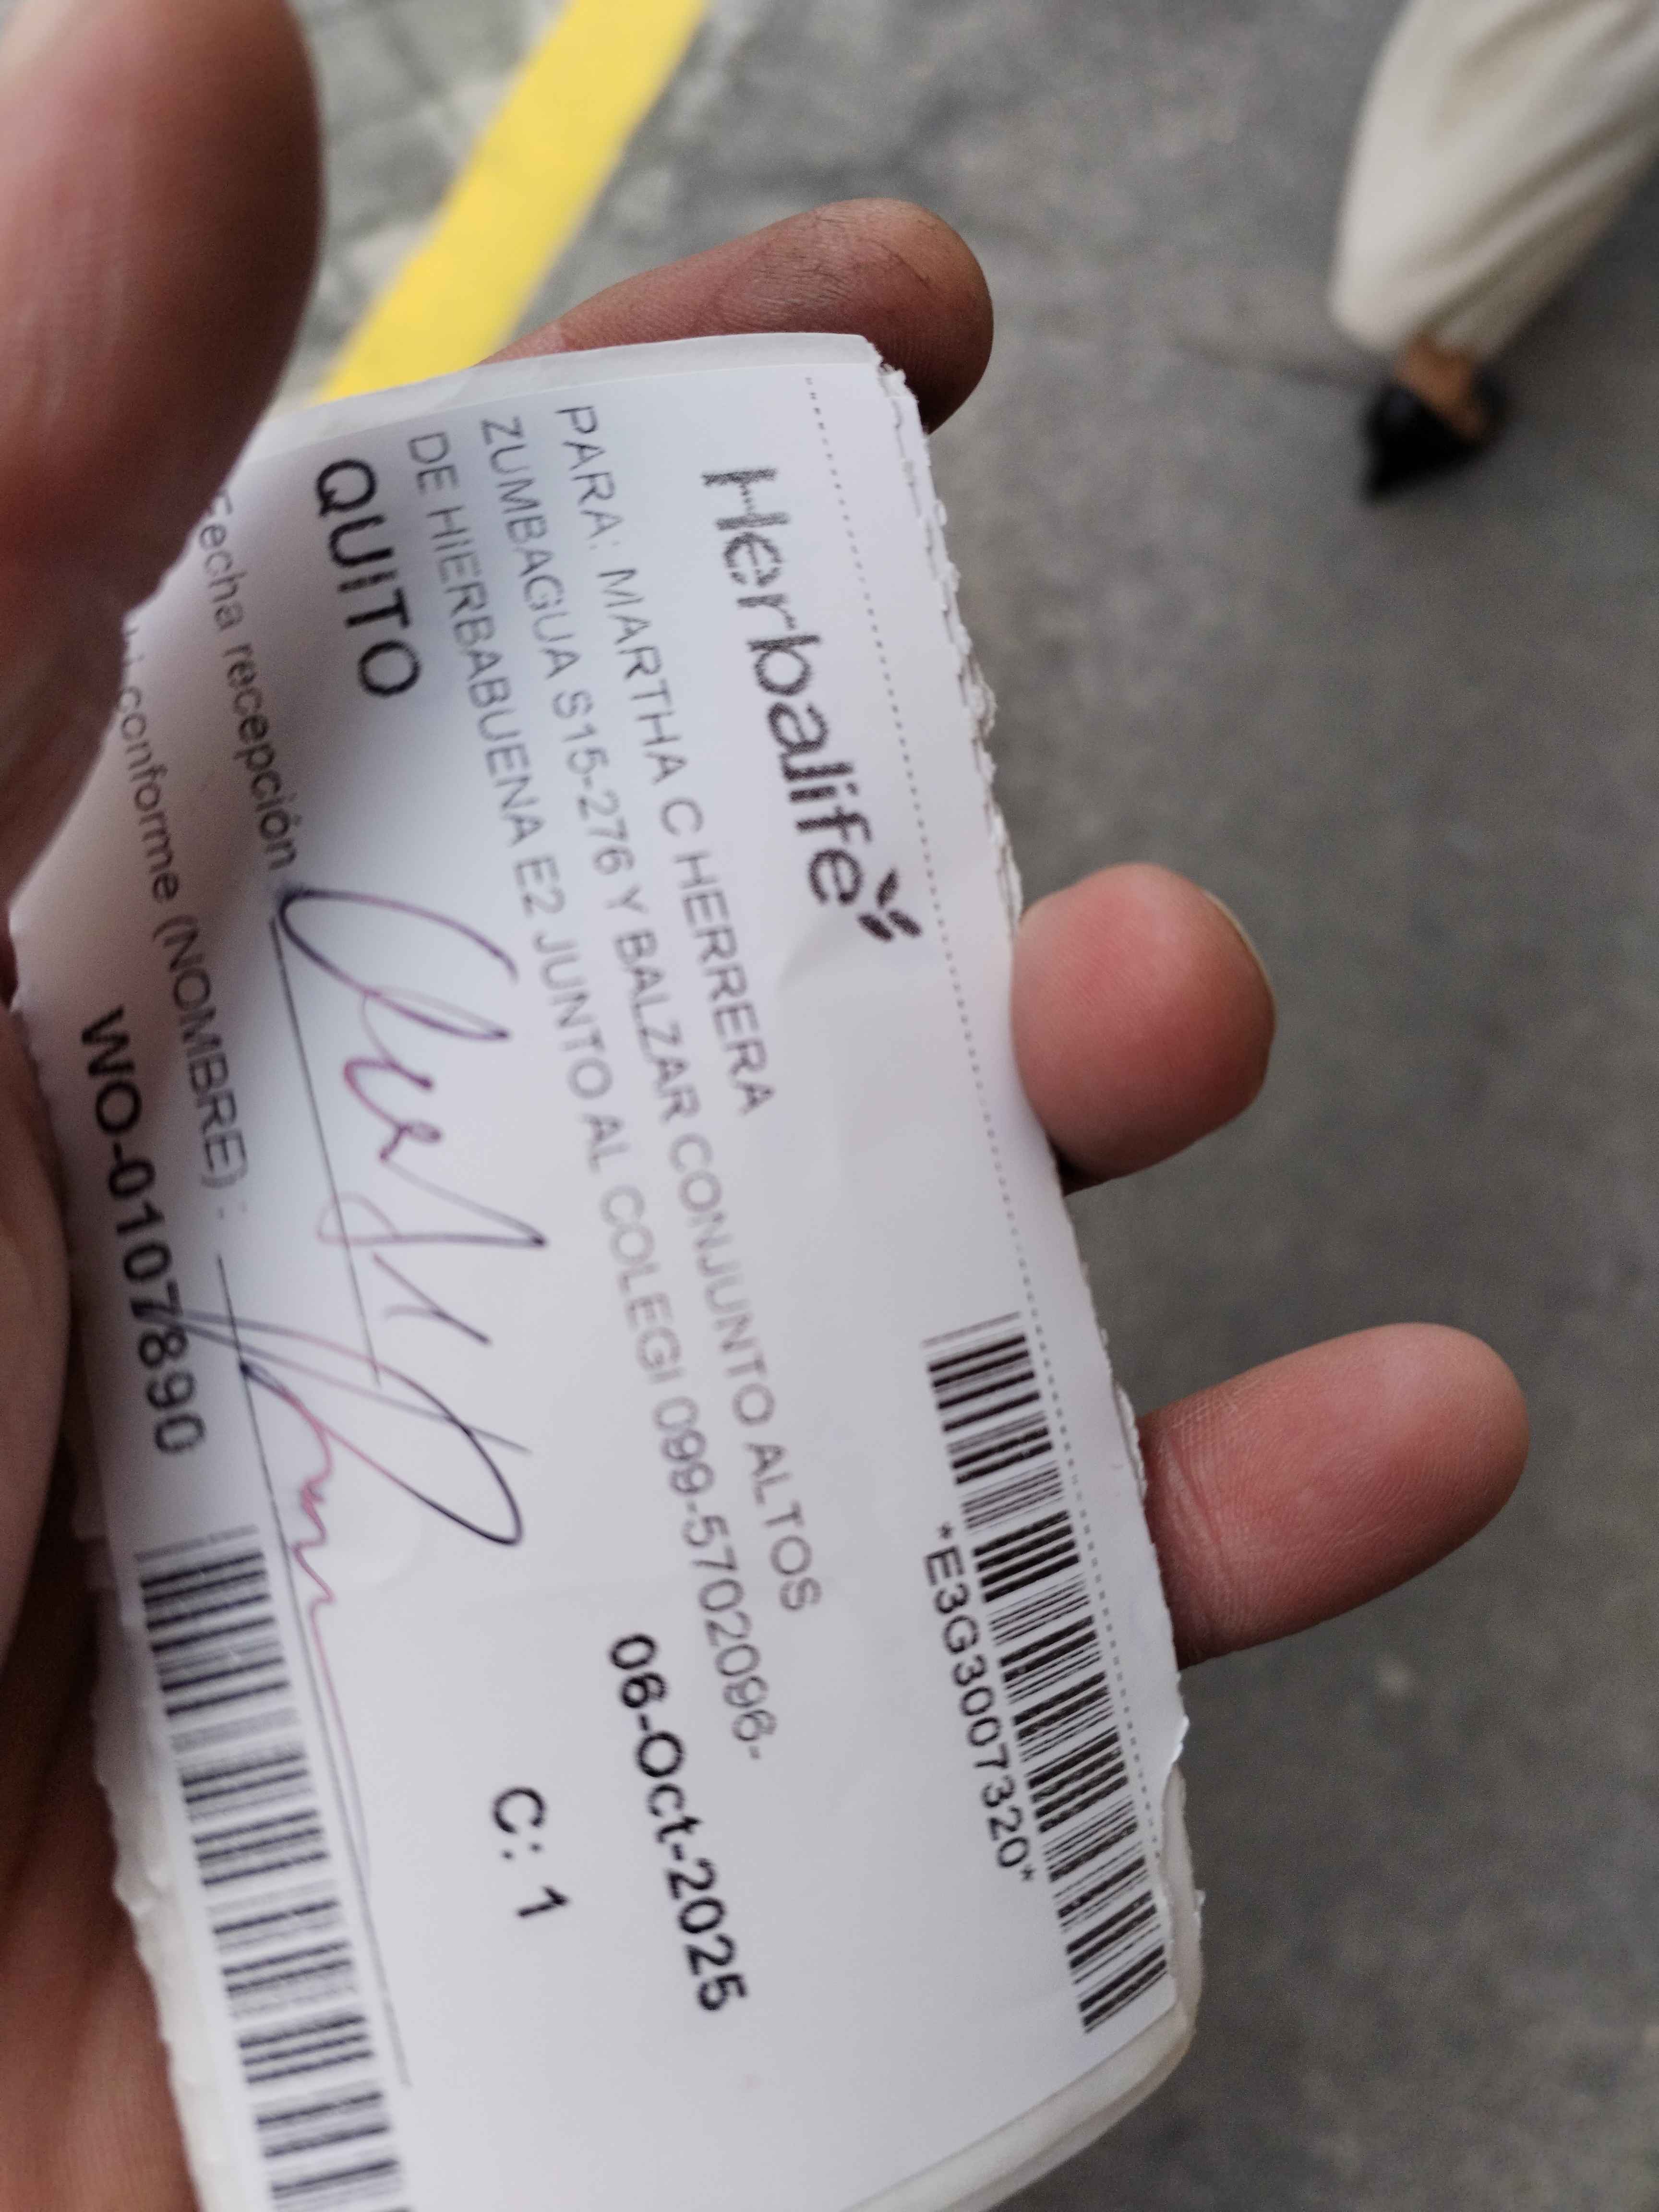 Herbalife
*E3G3007320*
PARA: MARTHA C HERRERA
ZUMBAGUA S15-276 Y BALZAR CONJUNTO ALTOS
DE HIERBABUENA E2 JUNTO AL COLEGI 099-5702096-
QUITO
06-Oct-2025
Fecha recepción
C: 1
conforme (NOMBRE) :
WO-0107890